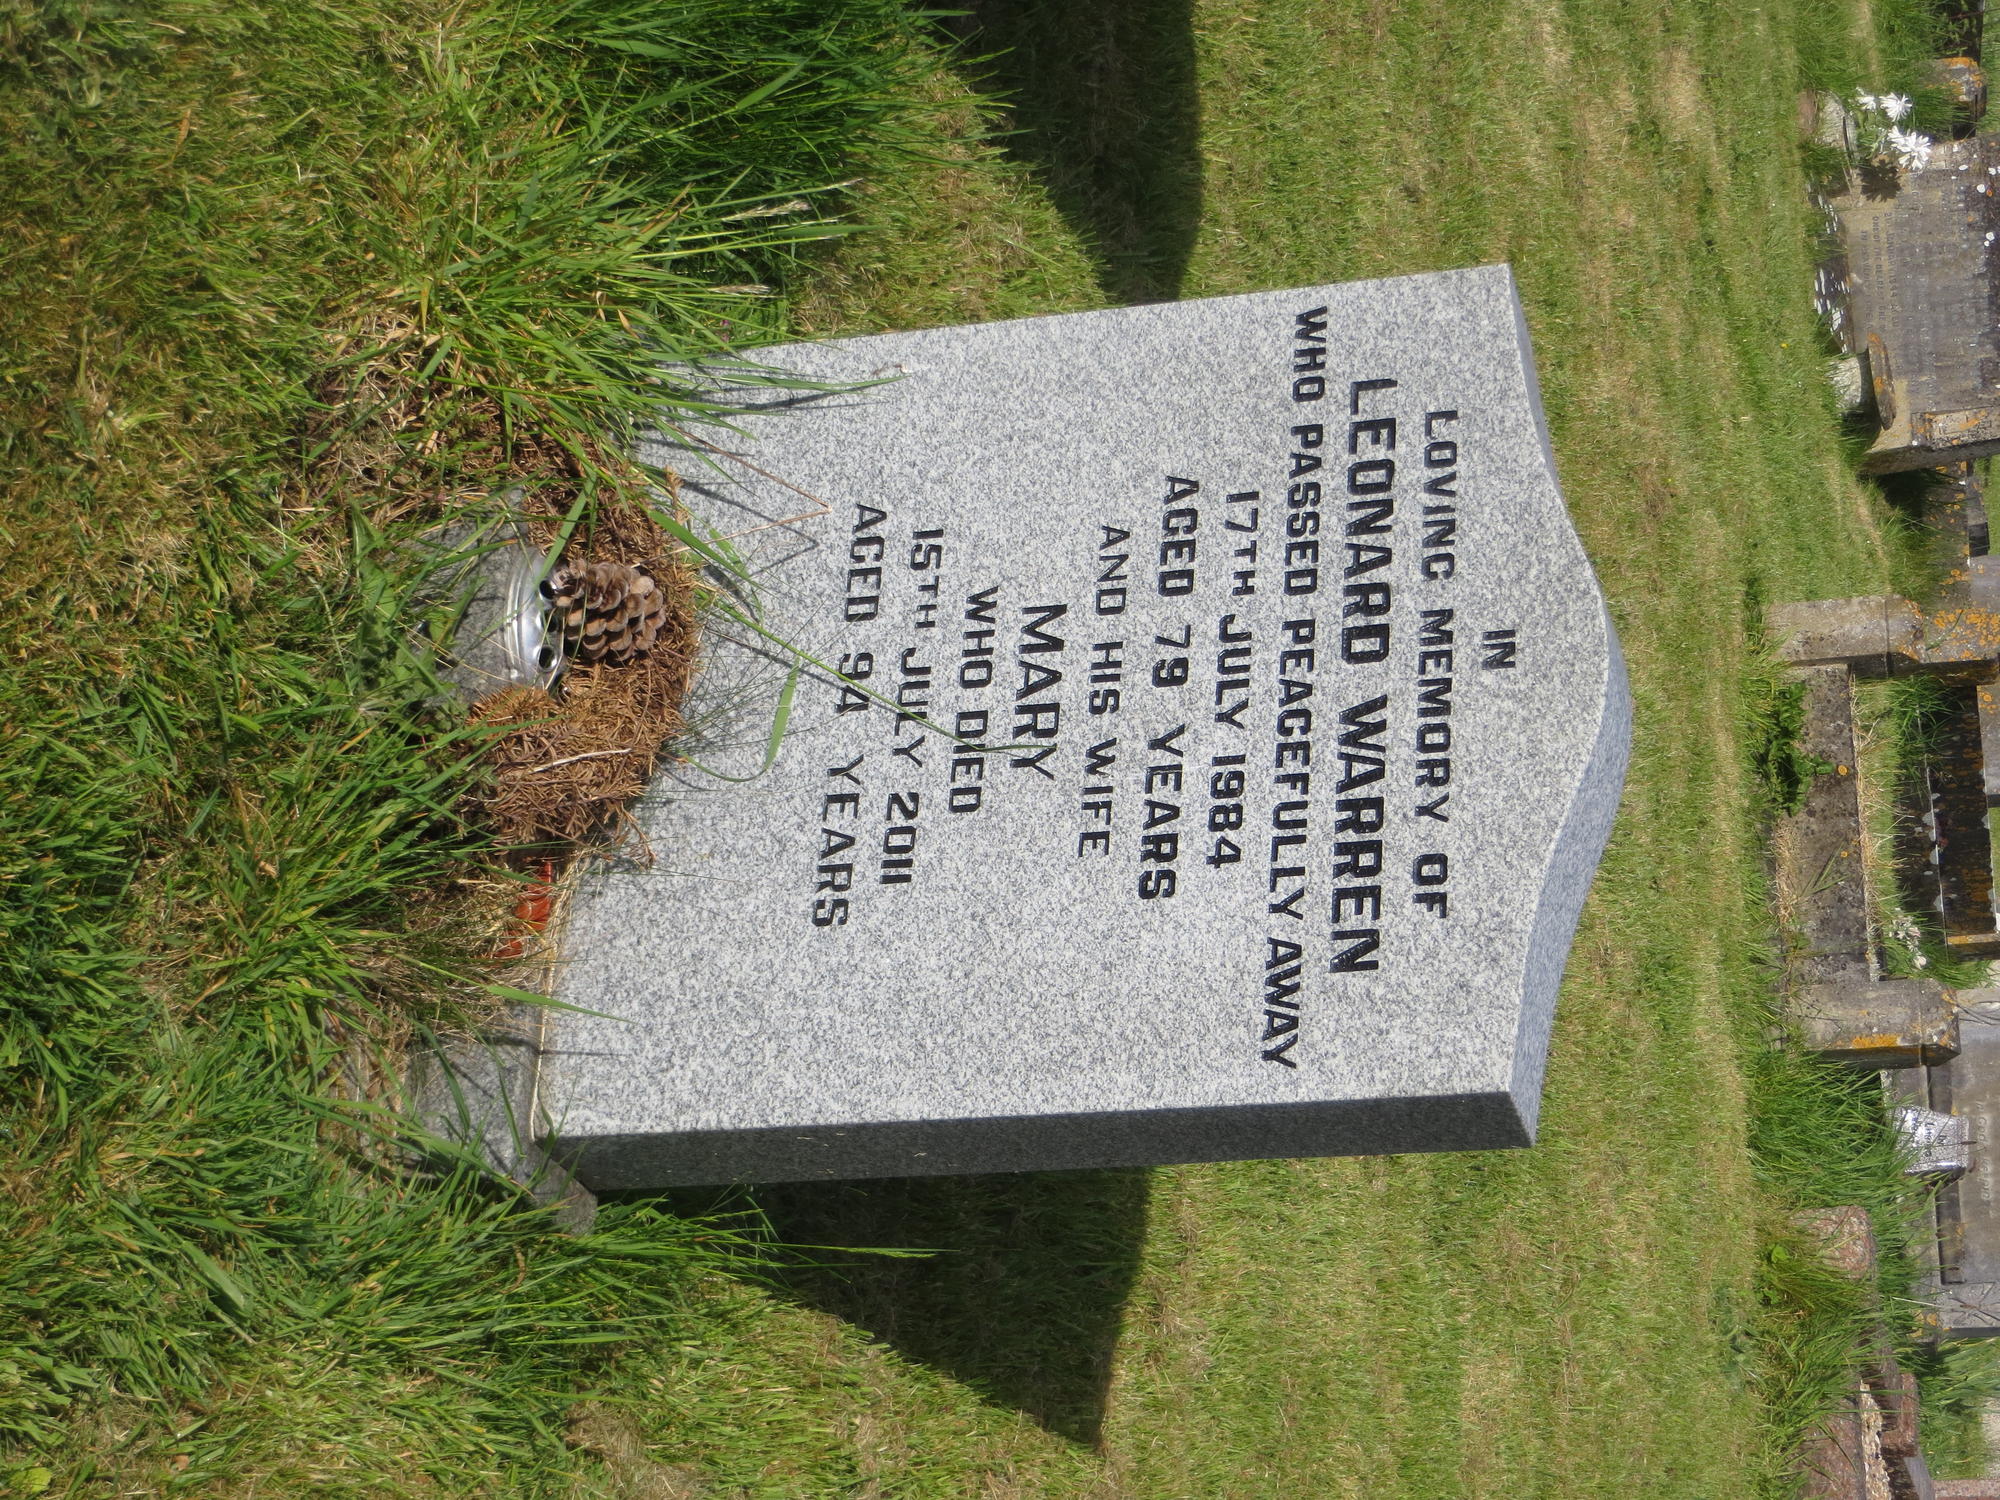 IN
LOVING MEMORY OF
LEONARD WARREN
WHO PASSED PEACEFULLY AWAY
17TH JULY 1984
AGED 79 YEARS
AND HIS WIFE
MARY
WHO DIED
15TH JULY 2011
AGED 94 YEARS